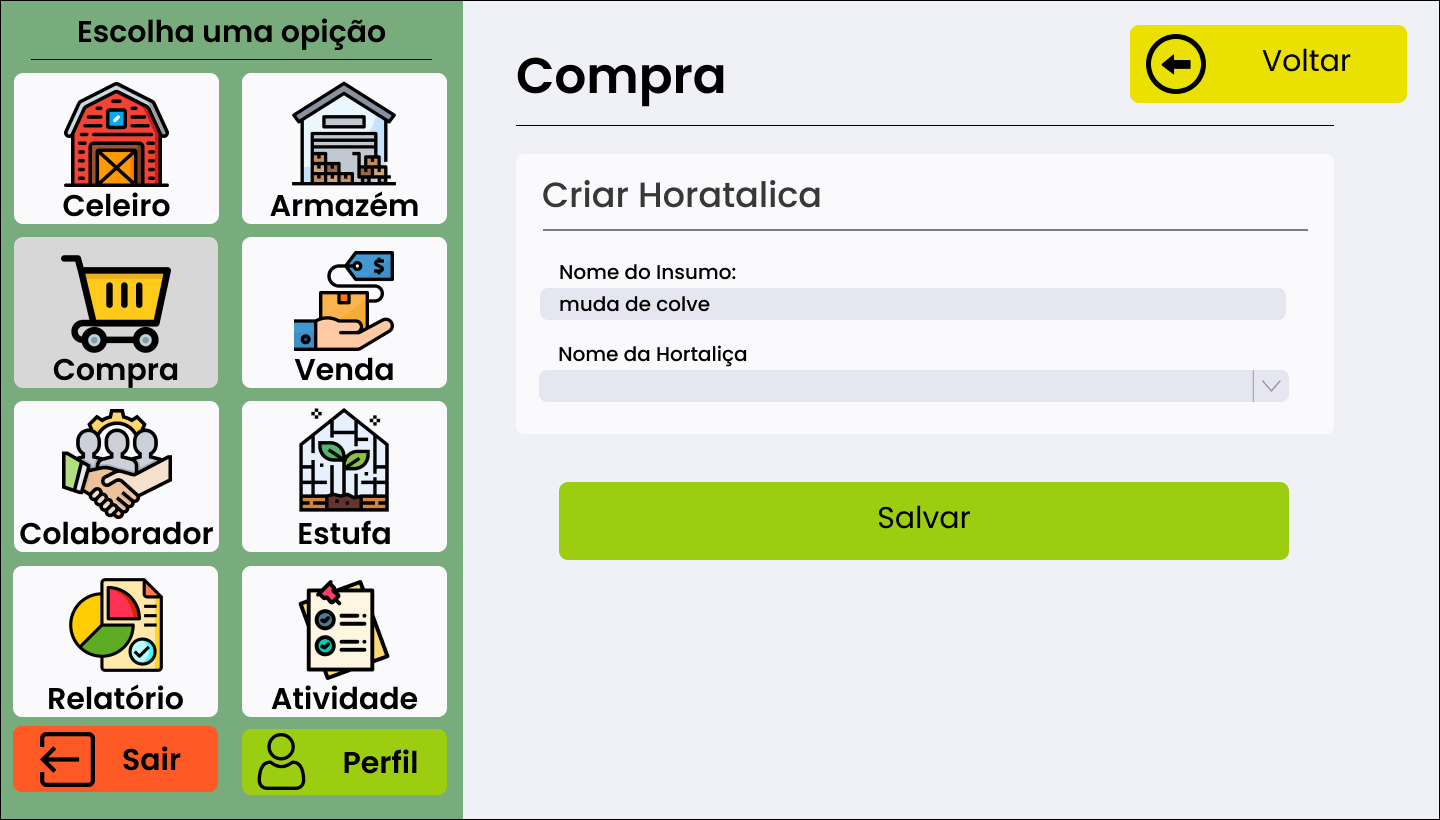 Escolha uma opição
Celeiro
Armazém
Compra
Venda
Colaborador
Estufa
Relatório
Atividade
Sair
Perfil
Compra
Voltar
Criar Horatalica
Nome do Insumo:
muda de colve
Nome da Hortaliça
Salvar